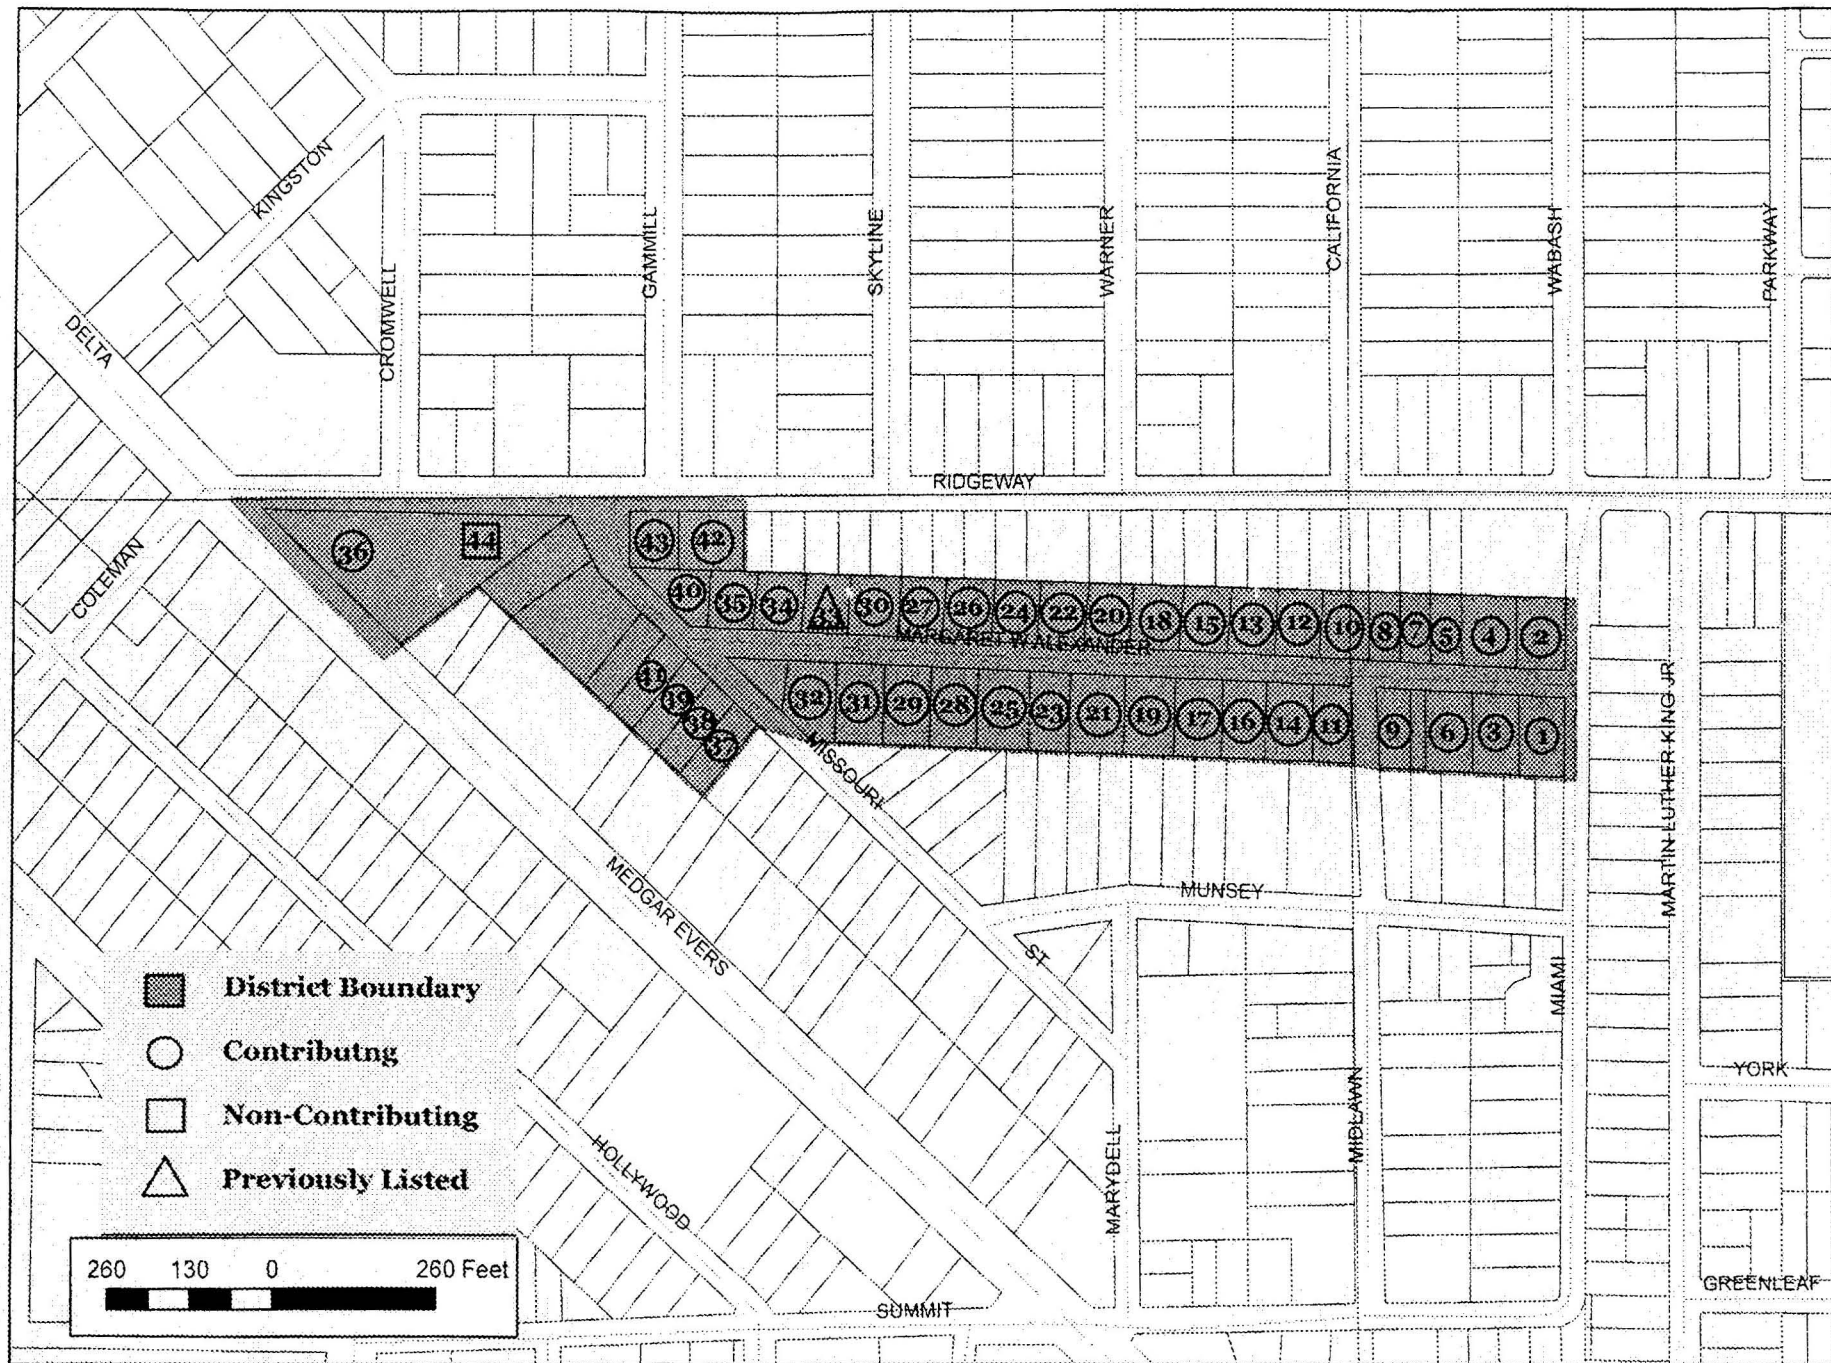 KINGSTON
CROMWELL
GAMMILL
SKYLINE
WARNER
CALIFORNIA
WABASH
PARKWAY
DELTA
RIDGEWAY
COLEMAN
36
44
43 42
40 35 34 33 30 27 26 24 22 20 18 15 13 12 10 8 7 5 4 2
MARGARET W ALEXANDER
41 39 38 37
32 31 29 28 25 23 21 19 17 16 14 11 9 6 3 1
MISSOURI
ST
MEDGAR EVERS
MUNSEY
MARTIN LUTHER KING JR
MIAMI
MIDLAWN
MARYDELL
YORK
HOLLYWOOD
SUMMIT
GREENLEAF
District Boundary
Contributng
Non-Contributing
Previously Listed
260 130 0 260 Feet